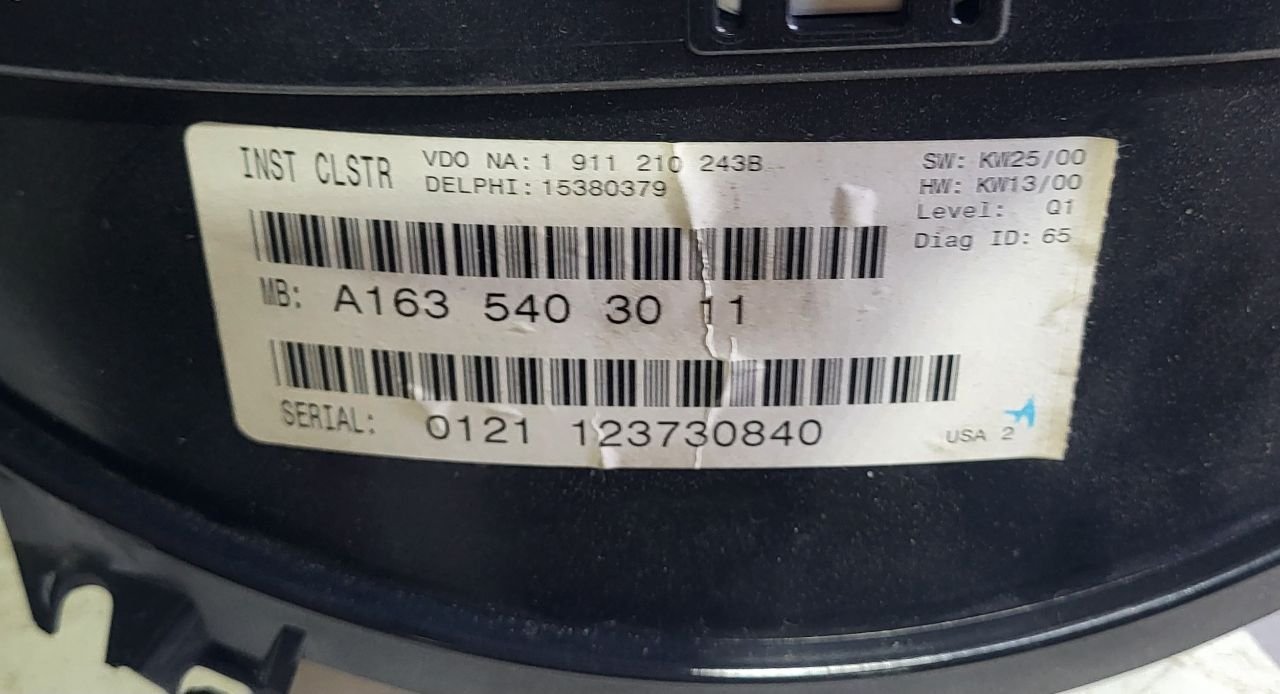 INST CLSTR
VDO NA: 1 911 210 243B
DELPHI: 15380379
SW: KW25/00
HW: KW13/00
Level: Q1
Diag ID: 65
MB: A163 540 30 11
SERIAL: 0121 123730840
USA 2